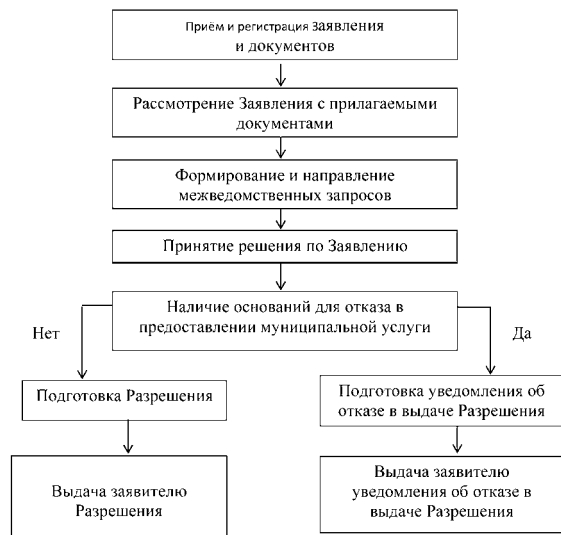 Приём и регистрация Заявления
и документов
Рассмотрение Заявления с прилагаемыми
документами
Формирование и направление
межведомственных запросов
Принятие решения по Заявлению
Наличие оснований для отказа в
предоставлении муниципальной услуги
Нет
Да
Подготовка Разрешения
Подготовка уведомления об
отказе в выдаче Разрешения
Выдача заявителю
Разрешения
Выдача заявителю
уведомления об отказе в
выдаче Разрешения